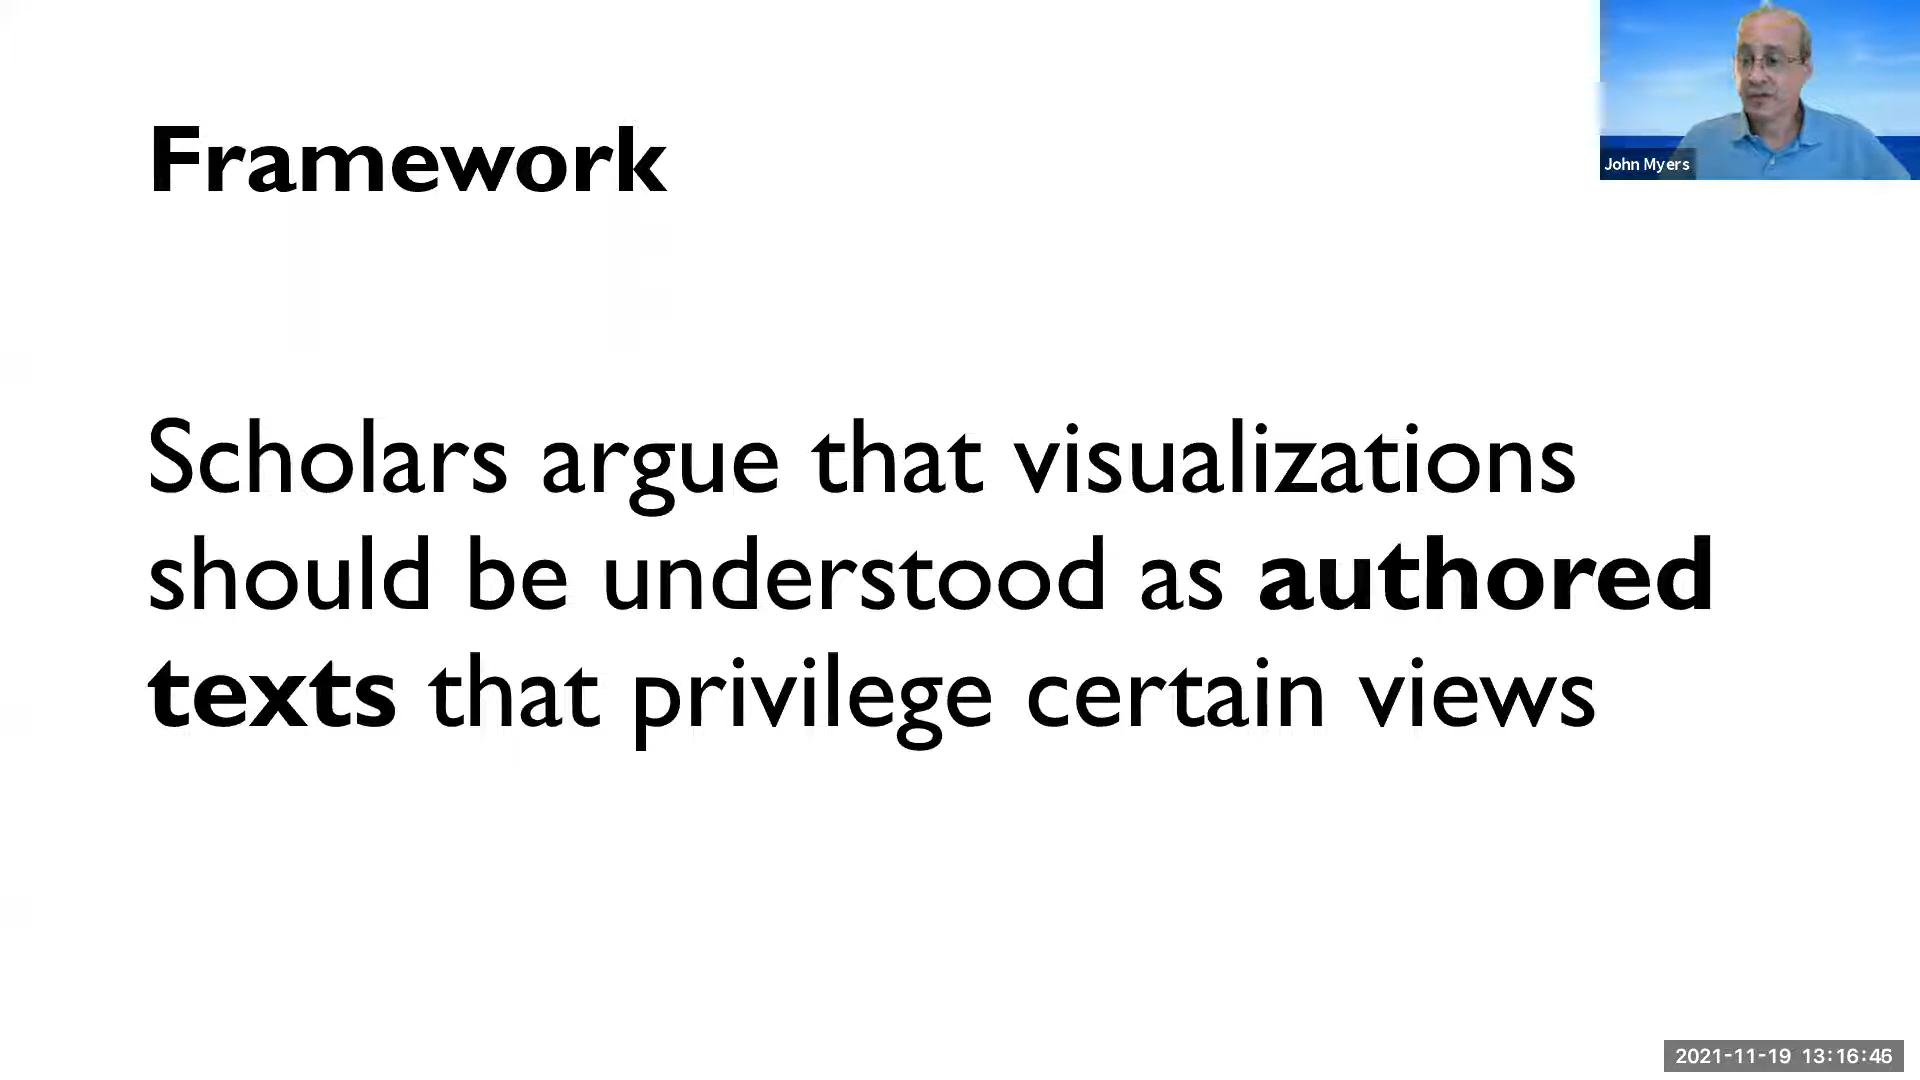 Framework
John Myers
Scholars argue that visualizations
should be understood as authored
texts that privilege certain views
2021-11-19 13:16:46